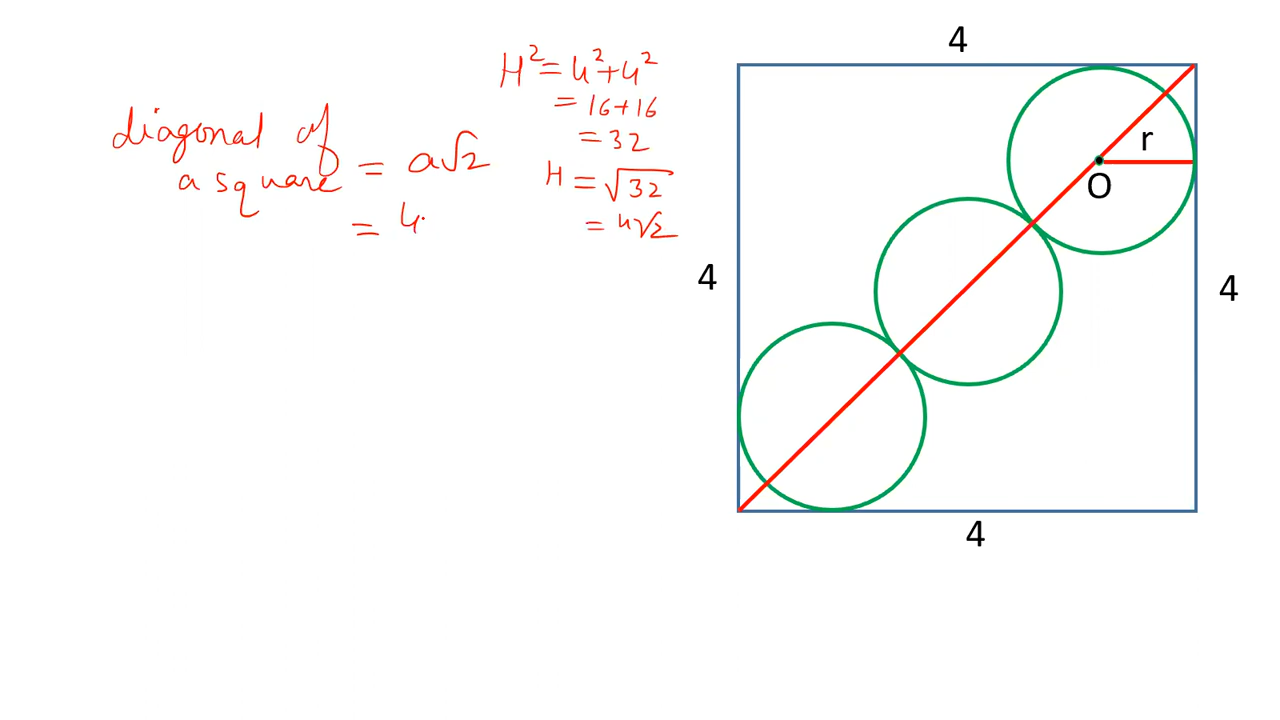 diagonal of
a square = a√2
= 4
H² = 4² + 4²
= 16 + 16
= 32
H = √32
= 4√2
4
4
4
4
r
O